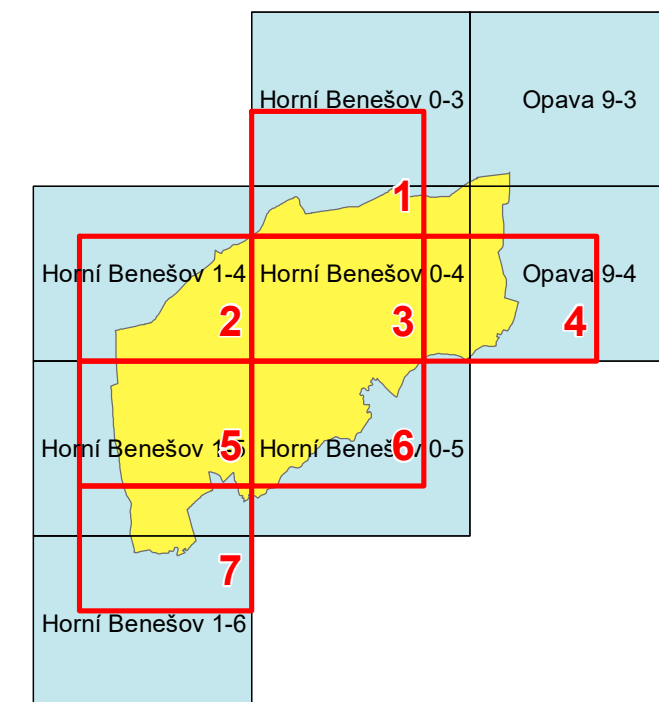 Horní Benešov 0-3
Opava 9-3
1
Horní Benešov 1-4
Horní Benešov 0-4
Opava 9-4
2
3
4
Horní Benešov 1-5
5
Horní Benešov 0-5
6
7
Horní Benešov 1-6